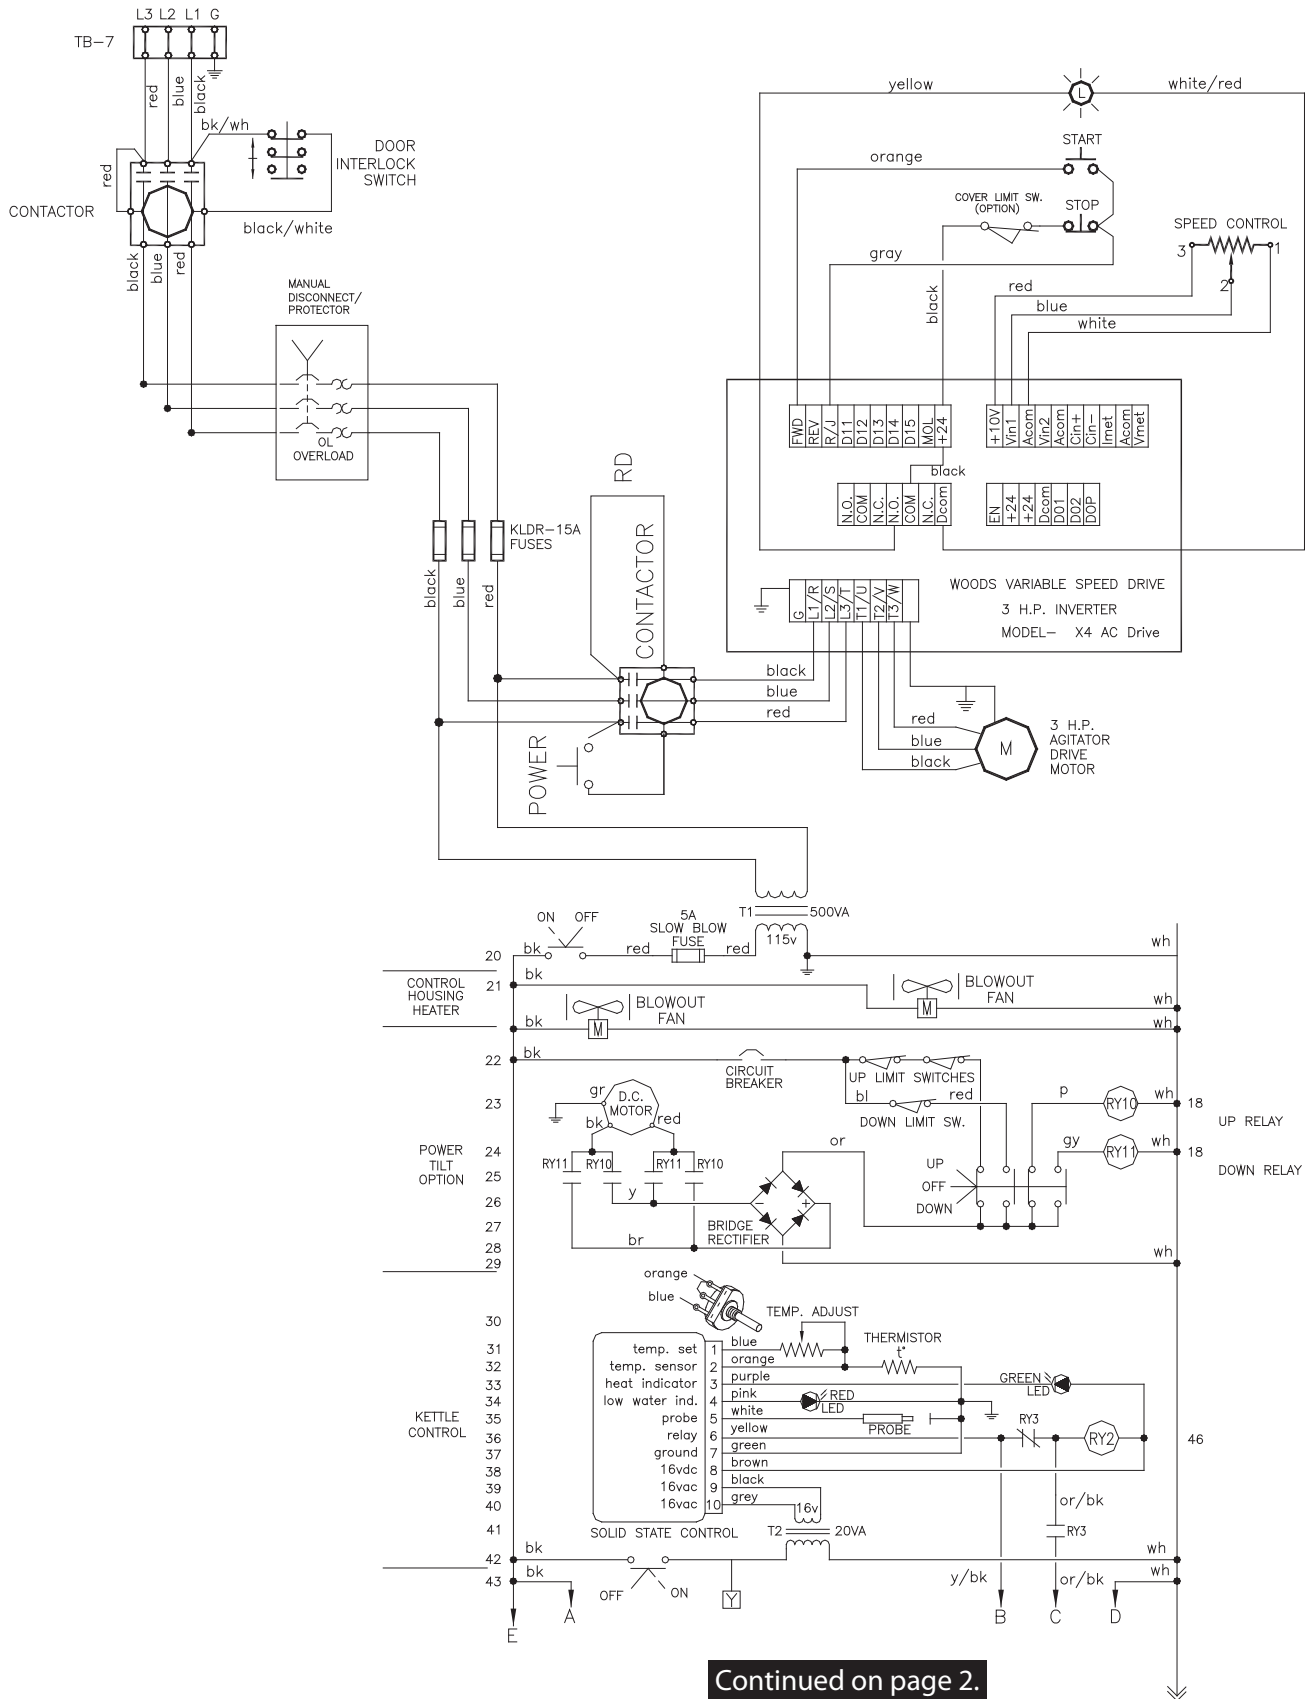 L3 L2 L1 G
TB-7
red
blue
black
bk/wh
DOOR
INTERLOCK
SWITCH
red
CONTACTOR
black/white
black
blue
red
MANUAL
DISCONNECT/
PROTECTOR
OL
OVERLOAD
KLDR-15A
FUSES
black
blue
red
yellow
L
white/red
START
orange
COVER LIMIT SW.
(OPTION)
STOP
SPEED CONTROL
3
1
2
gray
black
red
blue
white
FWD
REV
R/J
D11
D12
D13
D14
D15
MOL
+24
+10V
Vin1
Acom
Vin2
Acom
Cin+
Cin-
Imet
Acom
Vmet
black
N.O.
COM
N.C.
N.O.
COM
N.C.
Dcom
EN
+24
+24
Dcom
D01
D02
DOP
G
L1/R
L2/S
L3/T
T1/U
T2/V
T3/W
WOODS VARIABLE SPEED DRIVE
3 H.P. INVERTER
MODEL- X4 AC Drive
RD
CONTACTOR
POWER
black
blue
red
red
blue
black
M
3 H.P.
AGITATOR
DRIVE
MOTOR
T1
500VA
115v
ON OFF
5A
SLOW BLOW
FUSE
20
bk
red
red
wh
CONTROL
HOUSING
HEATER
21
bk
BLOWOUT
FAN
M
wh
BLOWOUT
FAN
M
bk
wh
22
bk
CIRCUIT
BREAKER
UP LIMIT SWITCHES
bl
red
DOWN LIMIT SW.
23
gr
D.C.
MOTOR
bk
red
p
RY10
wh
18
UP RELAY
POWER
TILT
OPTION
24
RY11
RY10
RY11
RY10
or
gy
RY11
wh
18
DOWN RELAY
25
UP
OFF
DOWN
26
y
- +
27
BRIDGE
RECTIFIER
28
br
29
wh
orange
blue
TEMP. ADJUST
30
THERMISTOR
t°
31
temp. set 1 blue
32
temp. sensor 2 orange
33
heat indicator 3 purple
GREEN
LED
34
low water ind. 4 pink
RED
LED
KETTLE
CONTROL
35
probe 5 white
PROBE
36
relay 6 yellow
RY3
RY2
46
37
ground 7 green
38
16vdc 8 brown
39
16vac 9 black
40
16vac 10 grey
16v
or/bk
41
SOLID STATE CONTROL
T2
20VA
RY3
42
bk
wh
43
bk
OFF
ON
Y
y/bk
or/bk
wh
A
B
C
D
E
Continued on page 2.